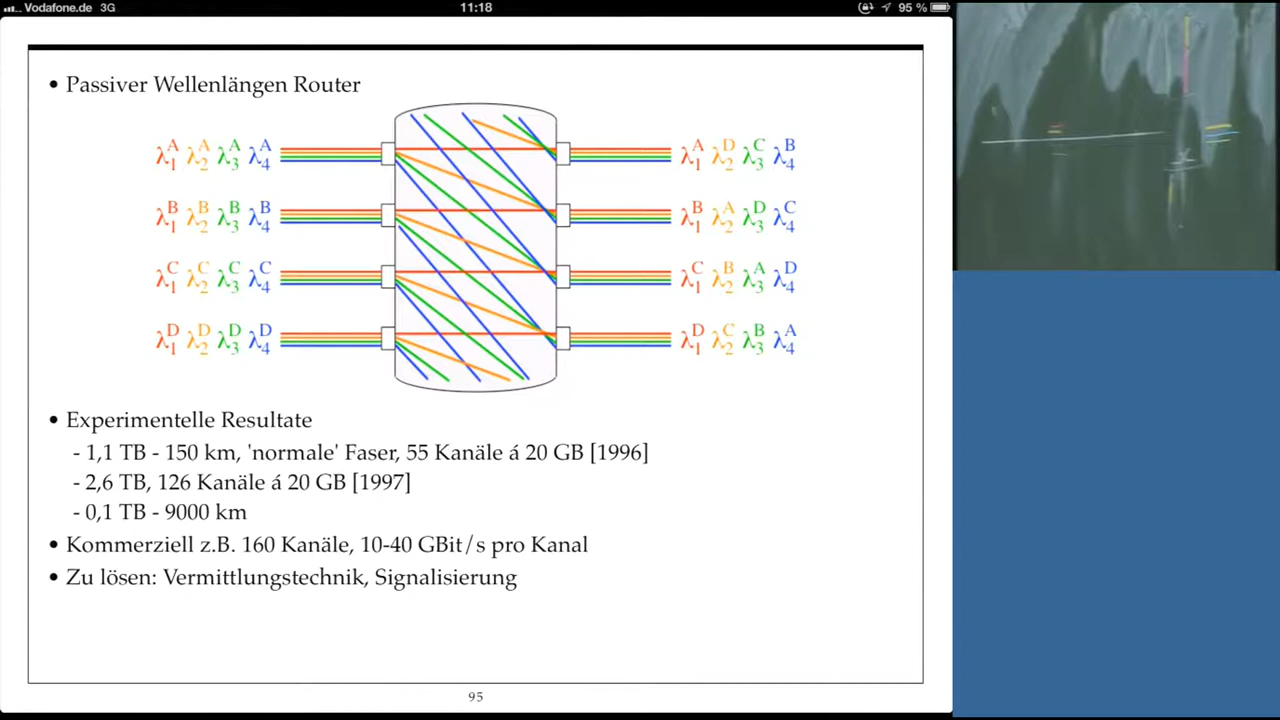 Vodafone.de 3G 11:18 95 %
• Passiver Wellenlängen Router
λ₁ᴬ λ₂ᴬ λ₃ᴬ λ₄ᴬ λ₁ᴬ λ₂ᴰ λ₃ᶜ λ₄ᴮ
λ₁ᴮ λ₂ᴮ λ₃ᴮ λ₄ᴮ λ₁ᴮ λ₂ᴬ λ₃ᴰ λ₄ᶜ
λ₁ᶜ λ₂ᶜ λ₃ᶜ λ₄ᶜ λ₁ᶜ λ₂ᴮ λ₃ᴬ λ₄ᴰ
λ₁ᴰ λ₂ᴰ λ₃ᴰ λ₄ᴰ λ₁ᴰ λ₂ᶜ λ₃ᴮ λ₄ᴬ
• Experimentelle Resultate
- 1,1 TB - 150 km, 'normale' Faser, 55 Kanäle á 20 GB [1996]
- 2,6 TB, 126 Kanäle á 20 GB [1997]
- 0,1 TB - 9000 km
• Kommerziell z.B. 160 Kanäle, 10-40 GBit/s pro Kanal
• Zu lösen: Vermittlungstechnik, Signalisierung
95